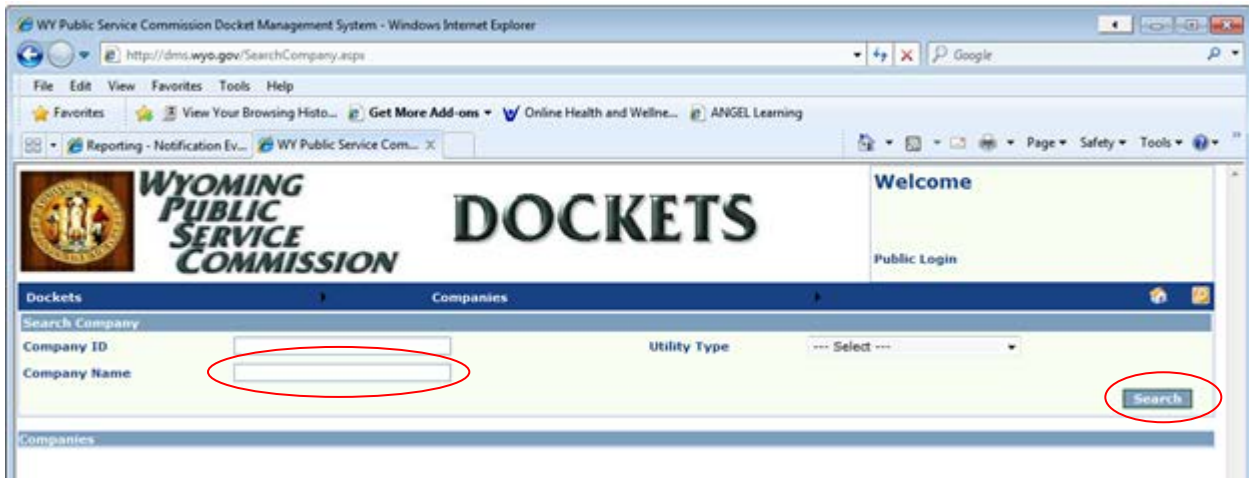 WY Public Service Commission Docket Management System - Windows Internet Explorer
http://dms.wyo.gov/SearchCompany.aspx
Google
File Edit View Favorites Tools Help
Favorites View Your Browsing Histo... Get More Add-ons Online Health and Wellne... ANGEL Learning
Reporting - Notification Ev... WY Public Service Com... Page Safety Tools
WYOMING
PUBLIC
SERVICE
COMMISSION
DOCKETS
Welcome
Public Login
Dockets Companies
Search Company
Company ID Utility Type --- Select ---
Company Name
Search
Companies